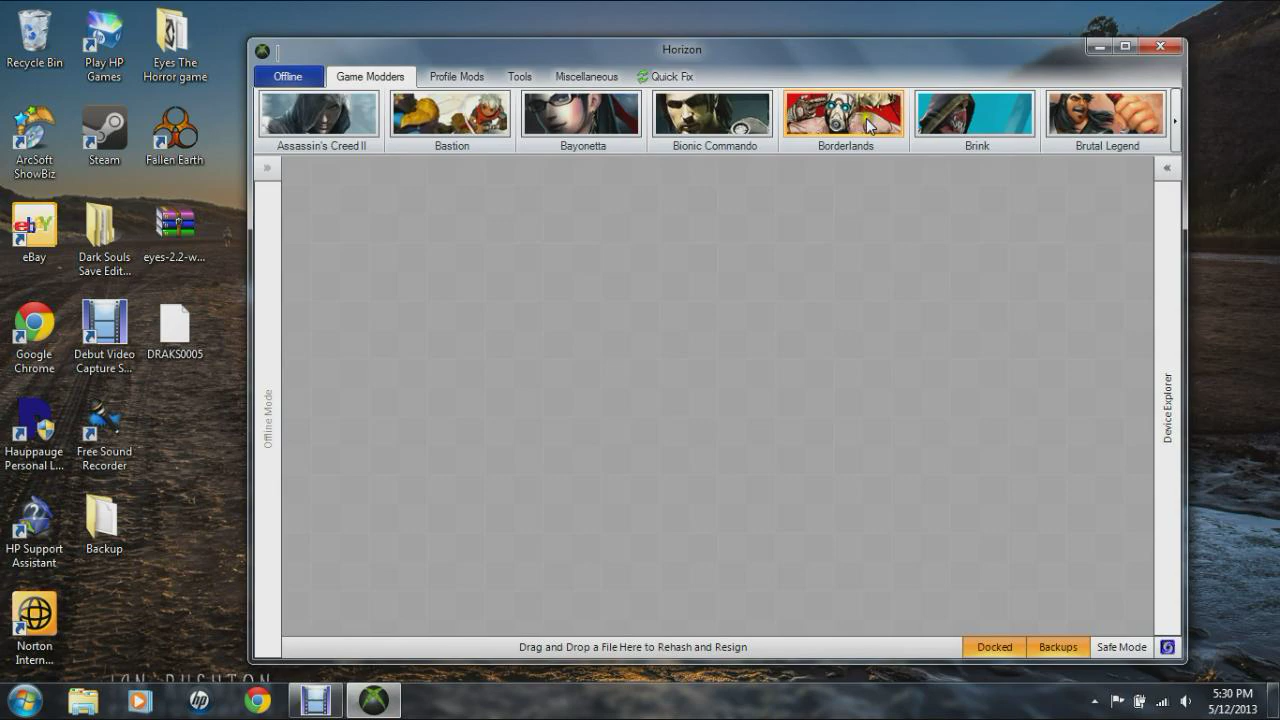 Recycle Bin
Play HP
Games
Eyes The
Horror game
ArcSoft
ShowBiz
Steam
Fallen Earth
eBay
Dark Souls
Save Edit...
eyes-2.2-w...
Google
Chrome
Debut Video
Capture S...
DRAKS0005
Hauppauge
Personal L...
Free Sound
Recorder
HP Support
Assistant
Backup
Norton
Intern...
Horizon
Offline
Game Modders
Profile Mods
Tools
Miscellaneous
Quick Fix
Assassin's Creed II
Bastion
Bayonetta
Bionic Commando
Borderlands
Brink
Brutal Legend
Offline Mode
Device Explorer
Drag and Drop a File Here to Rehash and Resign
Docked
Backups
Safe Mode
5:30 PM
5/12/2013